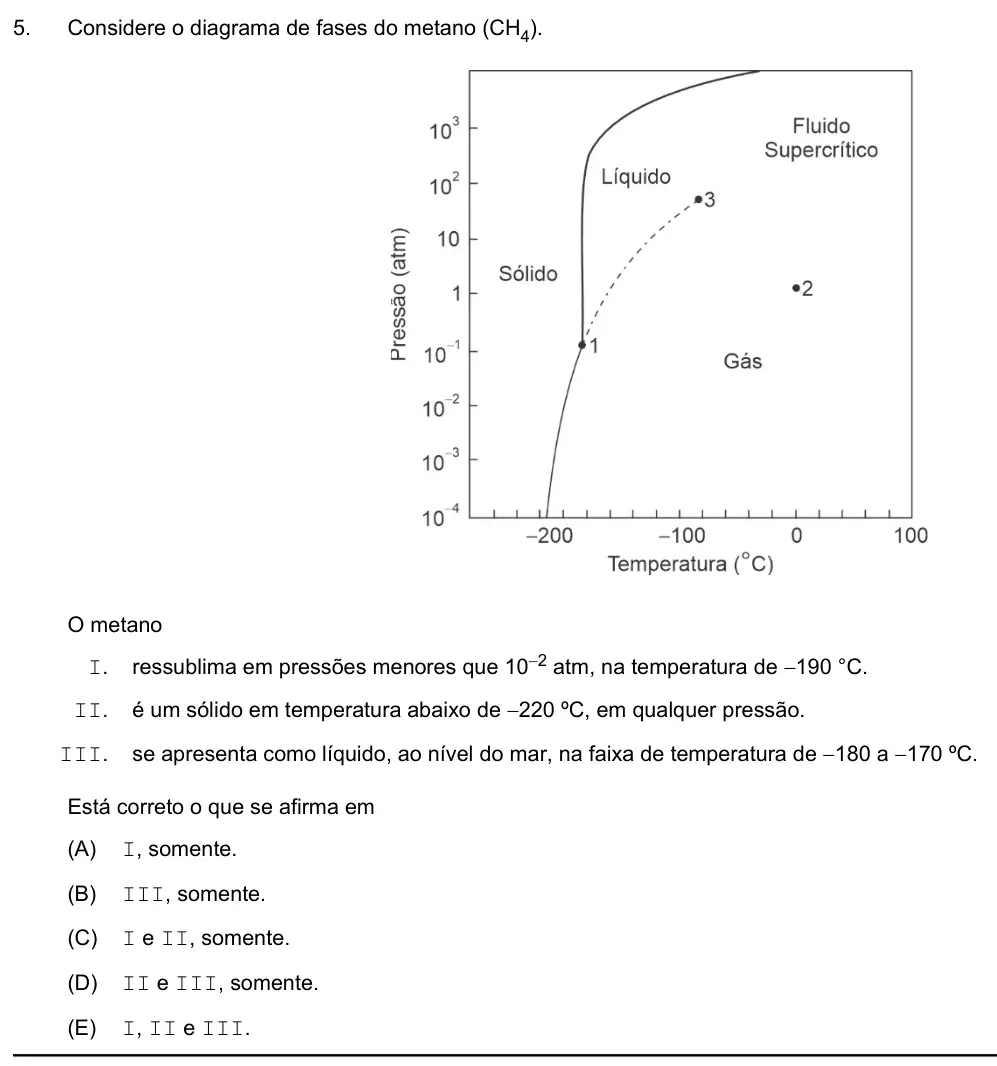 5. Considere o diagrama de fases do metano (CH₄).
10³
10²
10
1
10⁻¹
10⁻²
10⁻³
10⁻⁴
Pressão (atm)
Fluido
Supercrítico
Líquido
3
Sólido
2
1
Gás
−200 −100 0 100
Temperatura (°C)
O metano
I. ressublima em pressões menores que 10⁻² atm, na temperatura de −190 °C.
II. é um sólido em temperatura abaixo de −220 ºC, em qualquer pressão.
III. se apresenta como líquido, ao nível do mar, na faixa de temperatura de −180 a −170 ºC.
Está correto o que se afirma em
(A) I, somente.
(B) III, somente.
(C) I e II, somente.
(D) II e III, somente.
(E) I, II e III.